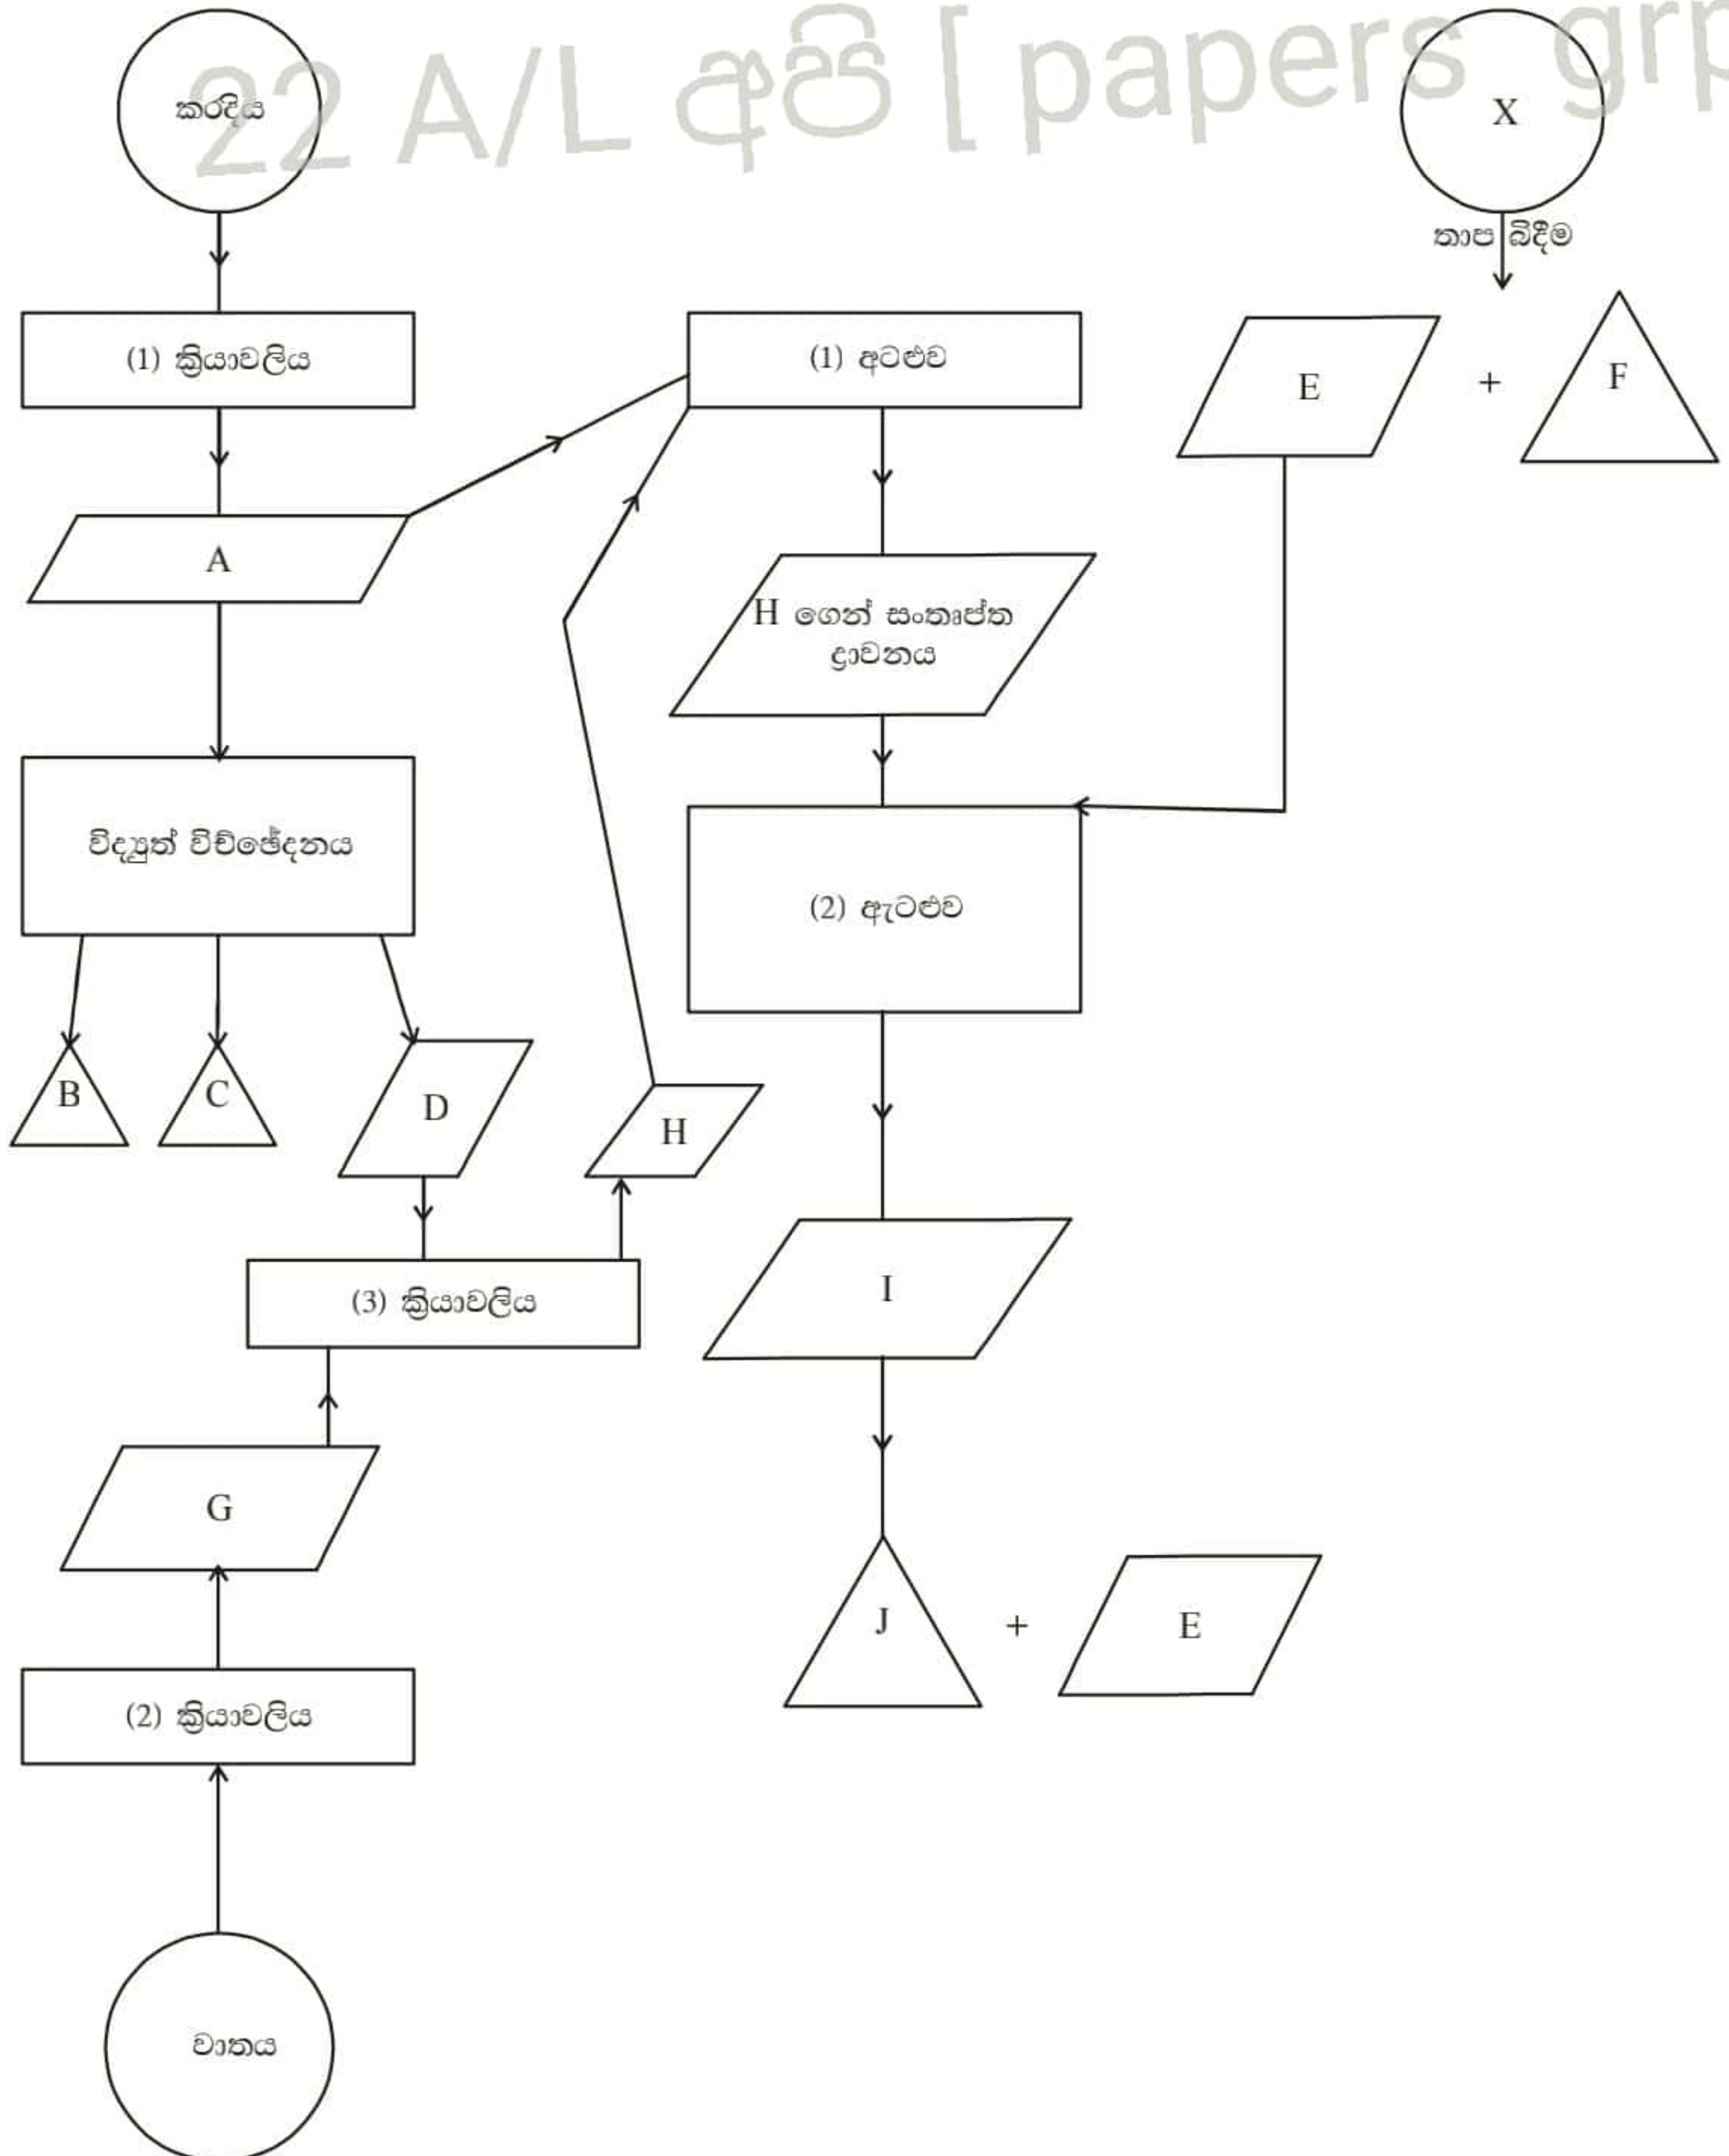 22 A/L අපි [ papers grp
කරදිය
X
තාප බිඳීම
(1) ක්‍රියාවලිය
(1) අටළුව
E
+
F
A
H ගෙන් සංතෘප්ත
ද්‍රාවනය
විද්‍යුත් විච්ඡේදනය
(2) ඇටළුව
B
C
D
H
(3) ක්‍රියාවලිය
I
G
J
+
E
(2) ක්‍රියාවලිය
වාතය